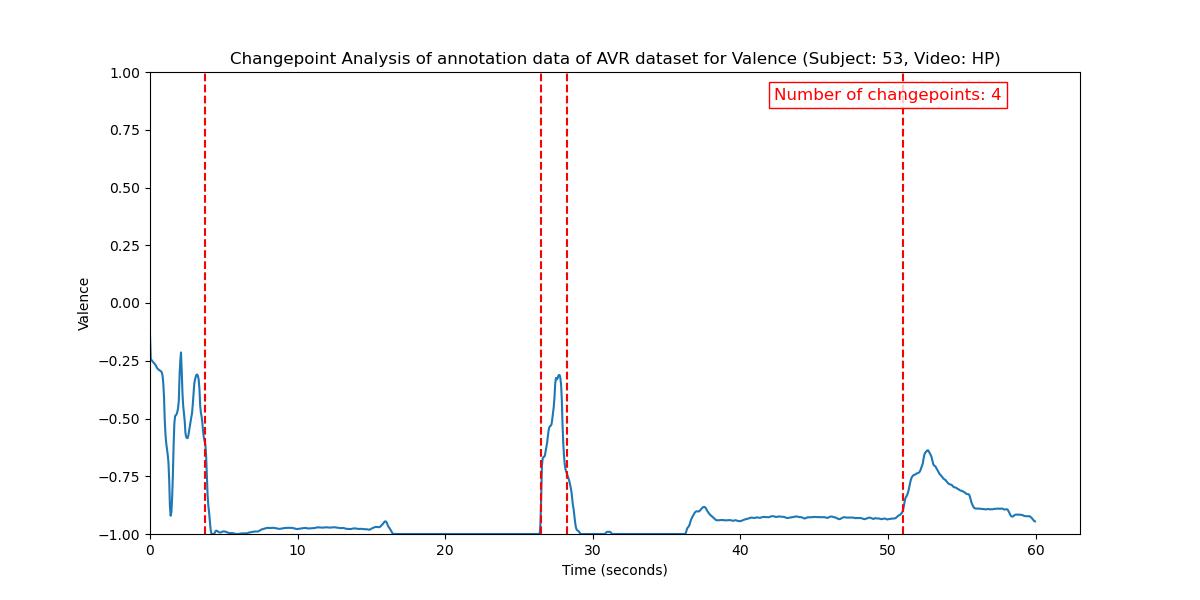 Changepoint Analysis of annotation data of AVR dataset for Valence (Subject: 53, Video: HP)
Number of changepoints: 4
1.00
0.75
0.50
0.25
0.00
−0.25
−0.50
−0.75
−1.00
Valence
0 10 20 30 40 50 60
Time (seconds)